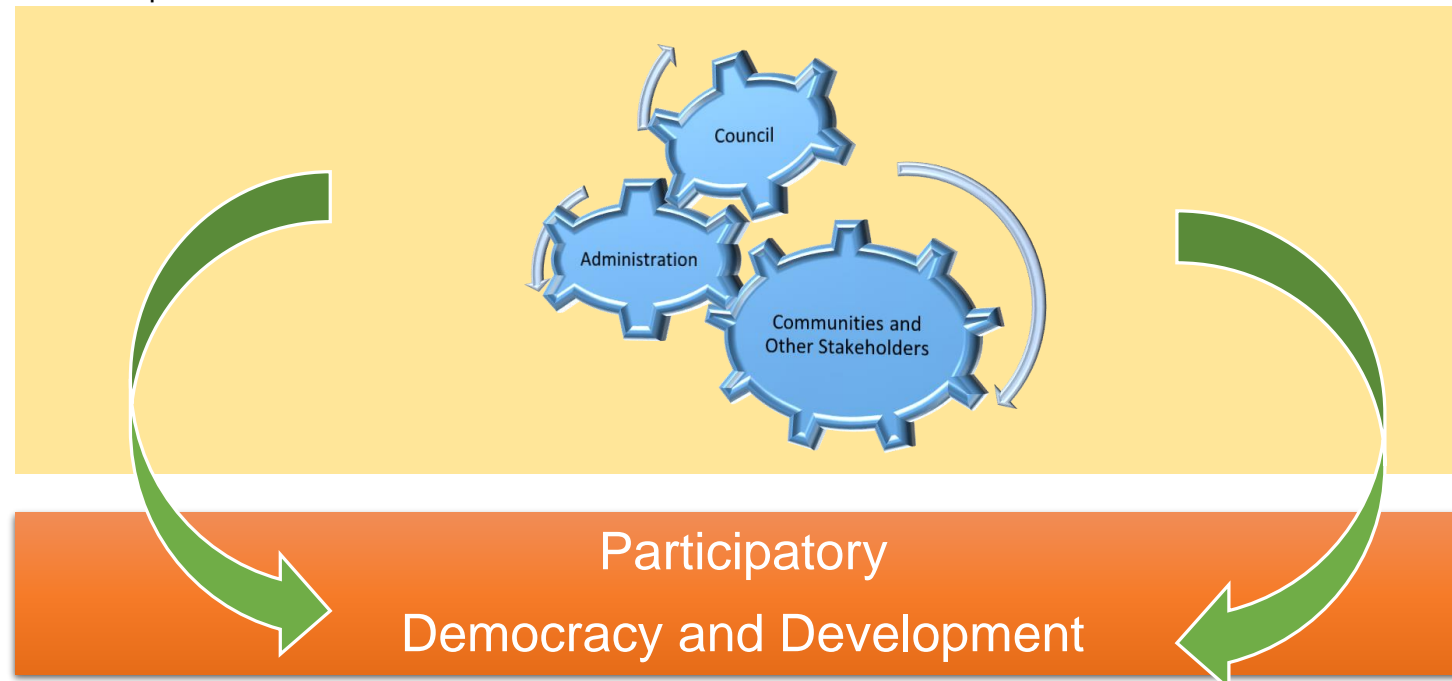 Council
Administration
Communities and
Other Stakeholders
Participatory
Democracy and Development